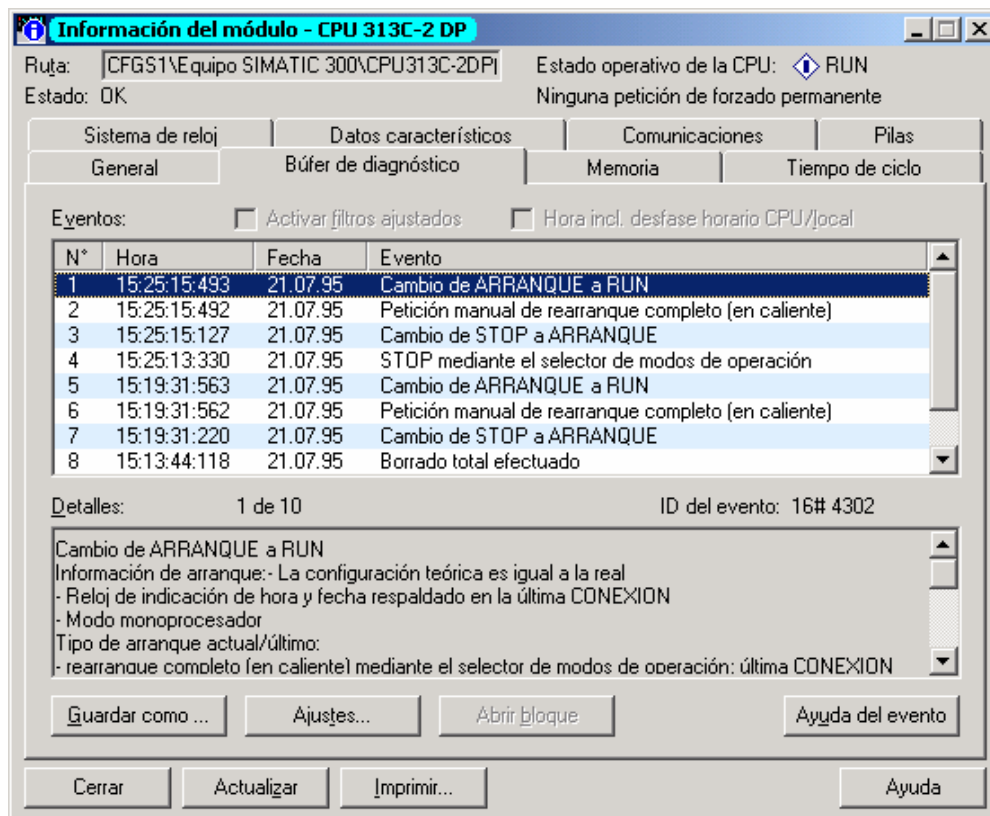 Información del módulo - CPU 313C-2 DP
Ruta: CFGS1\Equipo SIMATIC 300\CPU313C-2DP( Estado operativo de la CPU: RUN
Estado: OK Ninguna petición de forzado permanente
Sistema de reloj Datos característicos Comunicaciones Pilas
General Búfer de diagnóstico Memoria Tiempo de ciclo
Eventos: Activar filtros ajustados Hora incl. desfase horario CPU/local
N° Hora Fecha Evento
1 15:25:15:493 21.07.95 Cambio de ARRANQUE a RUN
2 15:25:15:492 21.07.95 Petición manual de rearranque completo (en caliente)
3 15:25:15:127 21.07.95 Cambio de STOP a ARRANQUE
4 15:25:13:330 21.07.95 STOP mediante el selector de modos de operación
5 15:19:31:563 21.07.95 Cambio de ARRANQUE a RUN
6 15:19:31:562 21.07.95 Petición manual de rearranque completo (en caliente)
7 15:19:31:220 21.07.95 Cambio de STOP a ARRANQUE
8 15:13:44:118 21.07.95 Borrado total efectuado
Detalles: 1 de 10 ID del evento: 16# 4302
Cambio de ARRANQUE a RUN
Información de arranque:- La configuración teórica es igual a la real
- Reloj de indicación de hora y fecha respaldado en la última CONEXION
- Modo monoprocesador
Tipo de arranque actual/último:
- rearranque completo (en caliente) mediante el selector de modos de operación: última CONEXION
Guardar como ... Ajustes... Abrir bloque Ayuda del evento
Cerrar Actualizar Imprimir... Ayuda